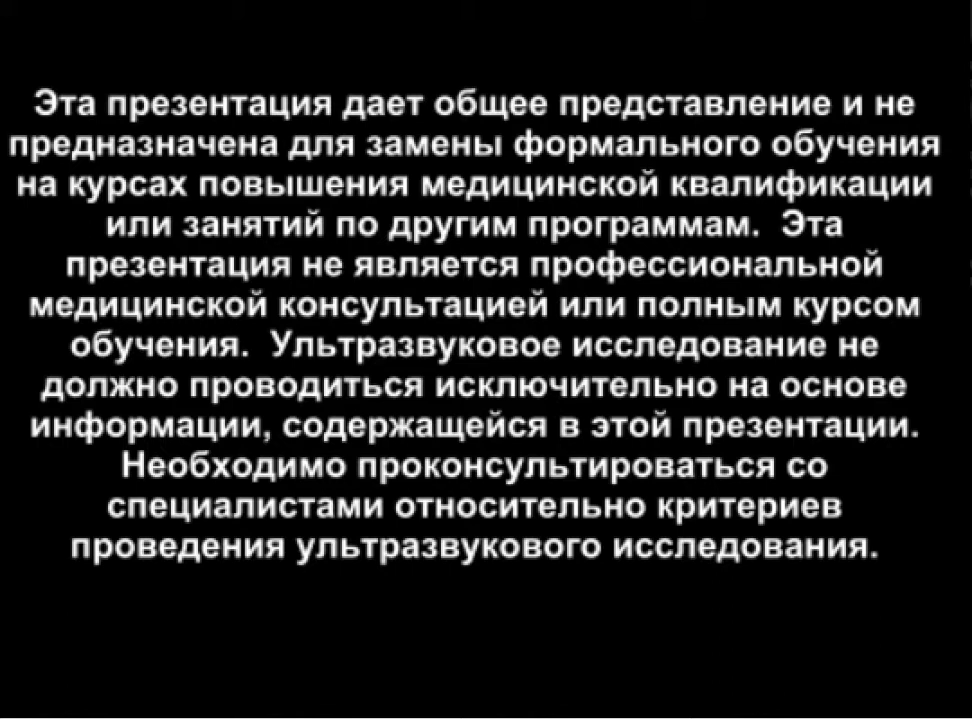 Эта презентация дает общее представление и не
предназначена для замены формального обучения
на курсах повышения медицинской квалификации
или занятий по другим программам.  Эта
презентация не является профессиональной
медицинской консультацией или полным курсом
обучения.  Ультразвуковое исследование не
должно проводиться исключительно на основе
информации, содержащейся в этой презентации.
Необходимо проконсультироваться со
специалистами относительно критериев
проведения ультразвукового исследования.